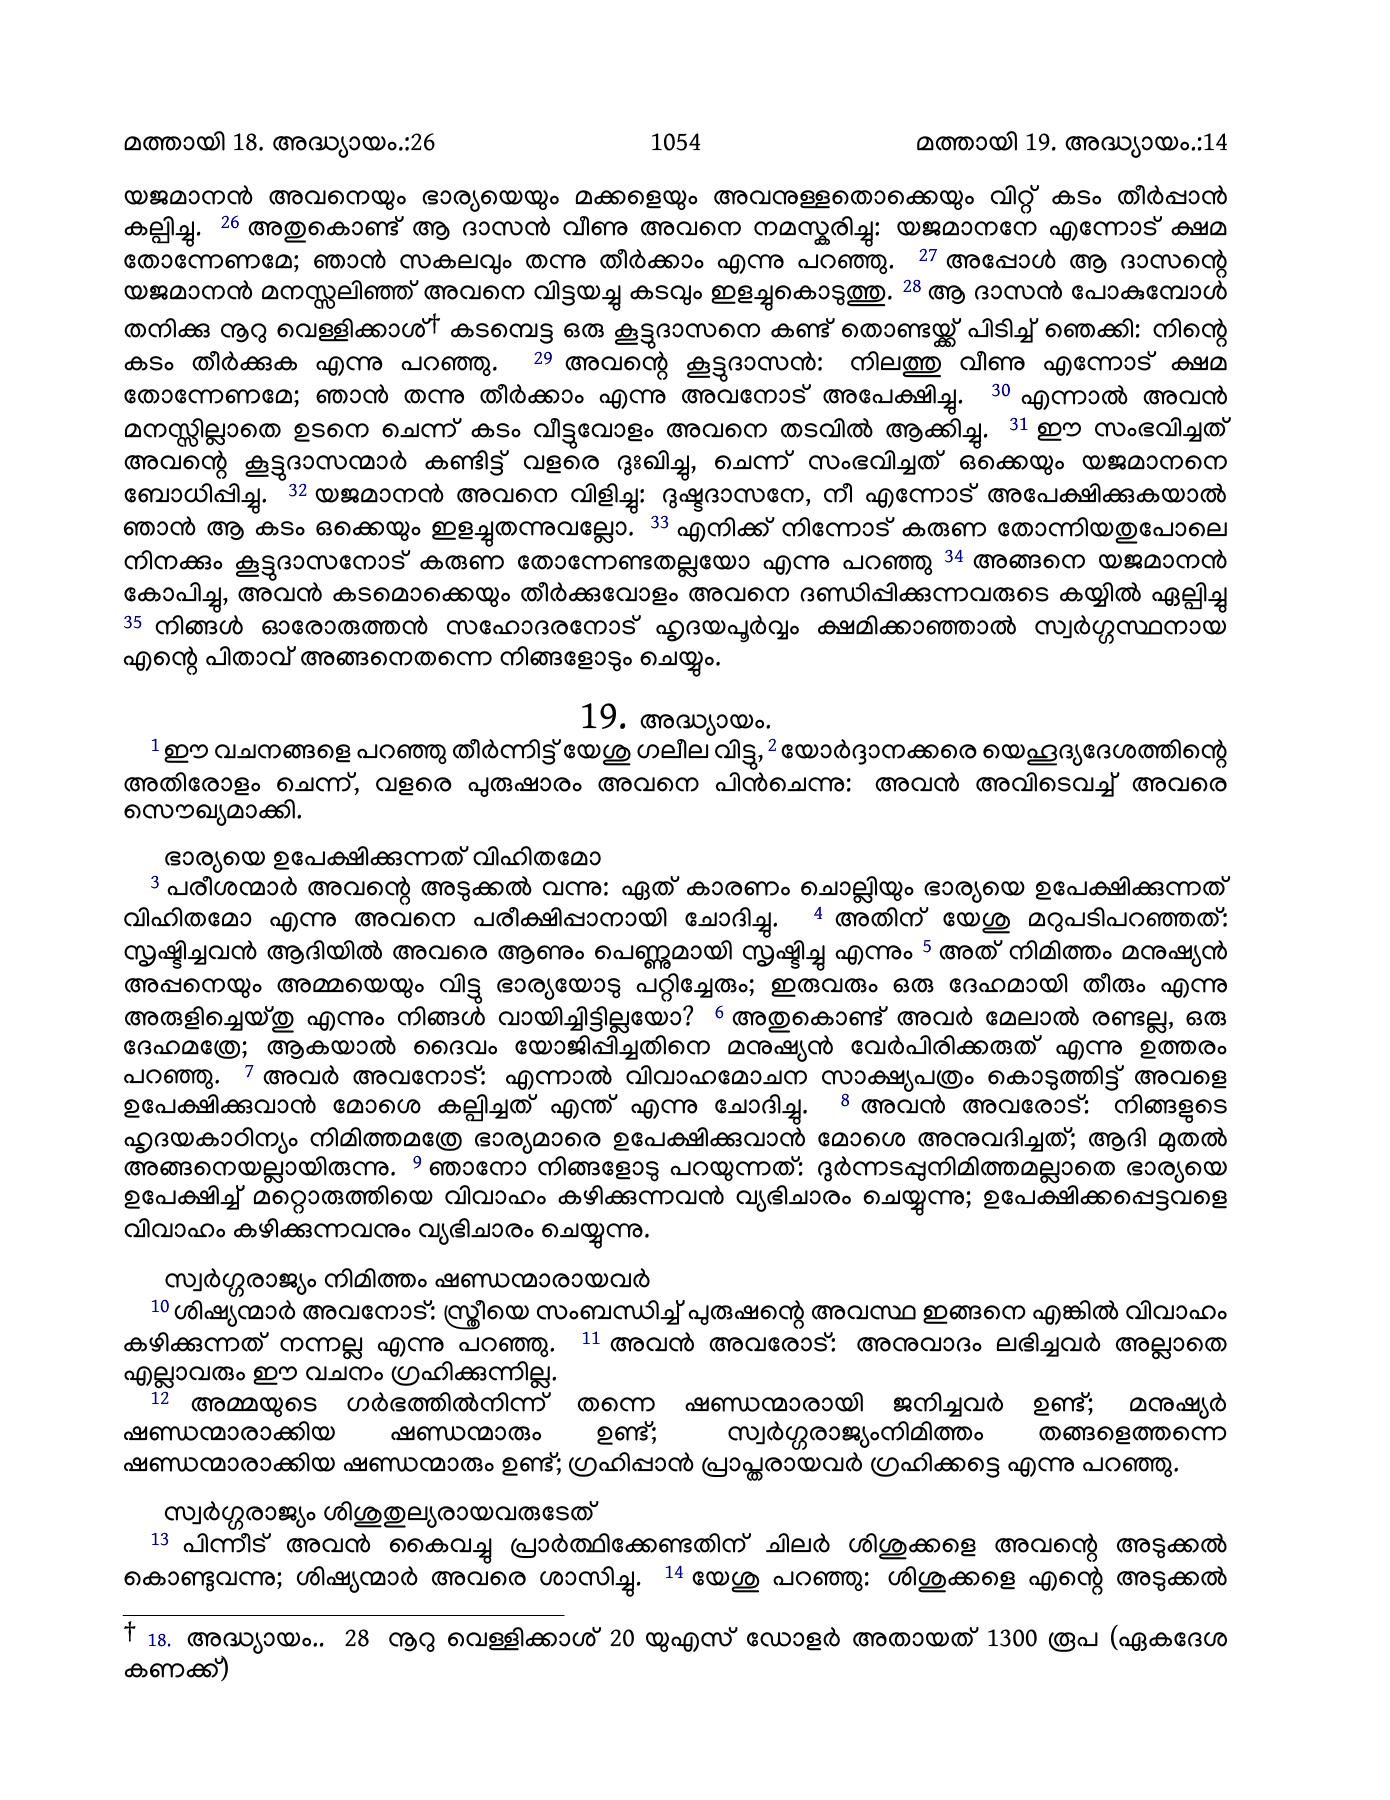 മത്തായി 18. അദ്ധ്യായം.:26 1054 മത്തായി 19. അദ്ധ്യായം.:14
യജമാനൻ അവനെയും ഭാര്യയെയും മക്കളെയും അവനുള്ളതൊക്കെയും വിറ്റ് കടം തീർപ്പാൻ
കല്പിച്ചു. 26 അതുകൊണ്ട് ആ ദാസൻ വീണു അവനെ നമസ്കരിച്ചു: യജമാനനേ എന്നോട് ക്ഷമ
തോന്നേണമേ; ഞാൻ സകലവും തന്നു തീർക്കാം എന്നു പറഞ്ഞു. 27 അപ്പോൾ ആ ദാസന്റെ
യജമാനൻ മനസ്സലിഞ്ഞ് അവനെ വിട്ടയച്ചു കടവും ഇളച്ചുകൊടുത്തു. 28 ആ ദാസൻ പോകുമ്പോൾ
തനിക്കു നൂറു വെള്ളിക്കാശ്† കടമ്പെട്ട ഒരു കൂട്ടുദാസനെ കണ്ട് തൊണ്ടയ്ക്ക് പിടിച്ച് ഞെക്കി: നിന്റെ
കടം തീർക്കുക എന്നു പറഞ്ഞു. 29 അവന്റെ കൂട്ടുദാസൻ: നിലത്തു വീണു എന്നോട് ക്ഷമ
തോന്നേണമേ; ഞാൻ തന്നു തീർക്കാം എന്നു അവനോട് അപേക്ഷിച്ചു. 30 എന്നാൽ അവൻ
മനസ്സില്ലാതെ ഉടനെ ചെന്ന് കടം വീട്ടുവോളം അവനെ തടവിൽ ആക്കിച്ചു. 31 ഈ സംഭവിച്ചത്
അവന്റെ കൂട്ടുദാസന്മാർ കണ്ടിട്ട് വളരെ ദുഃഖിച്ചു, ചെന്ന് സംഭവിച്ചത് ഒക്കെയും യജമാനനെ
ബോധിപ്പിച്ചു. 32 യജമാനൻ അവനെ വിളിച്ചു: ദുഷ്ടദാസനേ, നീ എന്നോട് അപേക്ഷിക്കുകയാൽ
ഞാൻ ആ കടം ഒക്കെയും ഇളച്ചുതന്നുവല്ലോ. 33 എനിക്ക് നിന്നോട് കരുണ തോന്നിയതുപോലെ
നിനക്കും കൂട്ടുദാസനോട് കരുണ തോന്നേണ്ടതല്ലയോ എന്നു പറഞ്ഞു 34 അങ്ങനെ യജമാനൻ
കോപിച്ചു, അവൻ കടമൊക്കെയും തീർക്കുവോളം അവനെ ദണ്ഡിപ്പിക്കുന്നവരുടെ കയ്യിൽ ഏല്പിച്ചു
35 നിങ്ങൾ ഓരോരുത്തൻ സഹോദരനോട് ഹൃദയപൂർവ്വം ക്ഷമിക്കാഞ്ഞാൽ സ്വർഗ്ഗസ്ഥനായ
എന്റെ പിതാവ് അങ്ങനെതന്നെ നിങ്ങളോടും ചെയ്യും.
19. അദ്ധ്യായം.
1 ഈ വചനങ്ങളെ പറഞ്ഞു തീർന്നിട്ട് യേശു ഗലീല വിട്ടു, 2 യോർദ്ദാനക്കരെ യെഹൂദ്യദേശത്തിന്റെ
അതിരോളം ചെന്ന്, വളരെ പുരുഷാരം അവനെ പിൻചെന്നു: അവൻ അവിടെവച്ച് അവരെ
സൌഖ്യമാക്കി.
ഭാര്യയെ ഉപേക്ഷിക്കുന്നത് വിഹിതമോ
3 പരീശന്മാർ അവന്റെ അടുക്കൽ വന്നു: ഏത് കാരണം ചൊല്ലിയും ഭാര്യയെ ഉപേക്ഷിക്കുന്നത്
വിഹിതമോ എന്നു അവനെ പരീക്ഷിപ്പാനായി ചോദിച്ചു. 4 അതിന് യേശു മറുപടിപറഞ്ഞത്:
സൃഷ്ടിച്ചവൻ ആദിയിൽ അവരെ ആണും പെണ്ണുമായി സൃഷ്ടിച്ചു എന്നും 5 അത് നിമിത്തം മനുഷ്യൻ
അപ്പനെയും അമ്മയെയും വിട്ടു ഭാര്യയോടു പറ്റിച്ചേരും; ഇരുവരും ഒരു ദേഹമായി തീരും എന്നു
അരുളിച്ചെയ്തു എന്നും നിങ്ങൾ വായിച്ചിട്ടില്ലയോ? 6 അതുകൊണ്ട് അവർ മേലാൽ രണ്ടല്ല, ഒരു
ദേഹമത്രേ; ആകയാൽ ദൈവം യോജിപ്പിച്ചതിനെ മനുഷ്യൻ വേർപിരിക്കരുത് എന്നു ഉത്തരം
പറഞ്ഞു. 7 അവർ അവനോട്: എന്നാൽ വിവാഹമോചന സാക്ഷ്യപത്രം കൊടുത്തിട്ട് അവളെ
ഉപേക്ഷിക്കുവാൻ മോശെ കല്പിച്ചത് എന്ത് എന്നു ചോദിച്ചു. 8 അവൻ അവരോട്: നിങ്ങളുടെ
ഹൃദയകാഠിന്യം നിമിത്തമത്രേ ഭാര്യമാരെ ഉപേക്ഷിക്കുവാൻ മോശെ അനുവദിച്ചത്; ആദി മുതൽ
അങ്ങനെയല്ലായിരുന്നു. 9 ഞാനോ നിങ്ങളോടു പറയുന്നത്: ദുർന്നടപ്പുനിമിത്തമല്ലാതെ ഭാര്യയെ
ഉപേക്ഷിച്ച് മറ്റൊരുത്തിയെ വിവാഹം കഴിക്കുന്നവൻ വ്യഭിചാരം ചെയ്യുന്നു; ഉപേക്ഷിക്കപ്പെട്ടവളെ
വിവാഹം കഴിക്കുന്നവനും വ്യഭിചാരം ചെയ്യുന്നു.
സ്വർഗ്ഗരാജ്യം നിമിത്തം ഷണ്ഡന്മാരായവർ
10 ശിഷ്യന്മാർ അവനോട്: സ്ത്രീയെ സംബന്ധിച്ച് പുരുഷന്റെ അവസ്ഥ ഇങ്ങനെ എങ്കിൽ വിവാഹം
കഴിക്കുന്നത് നന്നല്ല എന്നു പറഞ്ഞു. 11 അവൻ അവരോട്: അനുവാദം ലഭിച്ചവർ അല്ലാതെ
എല്ലാവരും ഈ വചനം ഗ്രഹിക്കുന്നില്ല.
12 അമ്മയുടെ ഗർഭത്തിൽനിന്ന് തന്നെ ഷണ്ഡന്മാരായി ജനിച്ചവർ ഉണ്ട്; മനുഷ്യർ
ഷണ്ഡന്മാരാക്കിയ ഷണ്ഡന്മാരും ഉണ്ട്; സ്വർഗ്ഗരാജ്യംനിമിത്തം തങ്ങളെത്തന്നെ
ഷണ്ഡന്മാരാക്കിയ ഷണ്ഡന്മാരും ഉണ്ട്; ഗ്രഹിപ്പാൻ പ്രാപ്തരായവർ ഗ്രഹിക്കട്ടെ എന്നു പറഞ്ഞു.
സ്വർഗ്ഗരാജ്യം ശിശുതുല്യരായവരുടേത്
13 പിന്നീട് അവൻ കൈവച്ചു പ്രാർത്ഥിക്കേണ്ടതിന് ചിലർ ശിശുക്കളെ അവന്റെ അടുക്കൽ
കൊണ്ടുവന്നു; ശിഷ്യന്മാർ അവരെ ശാസിച്ചു. 14 യേശു പറഞ്ഞു: ശിശുക്കളെ എന്റെ അടുക്കൽ
† 18. അദ്ധ്യായം.. 28 നൂറു വെള്ളിക്കാശ് 20 യുഎസ് ഡോളർ അതായത് 1300 രൂപ (ഏകദേശ
കണക്ക്)